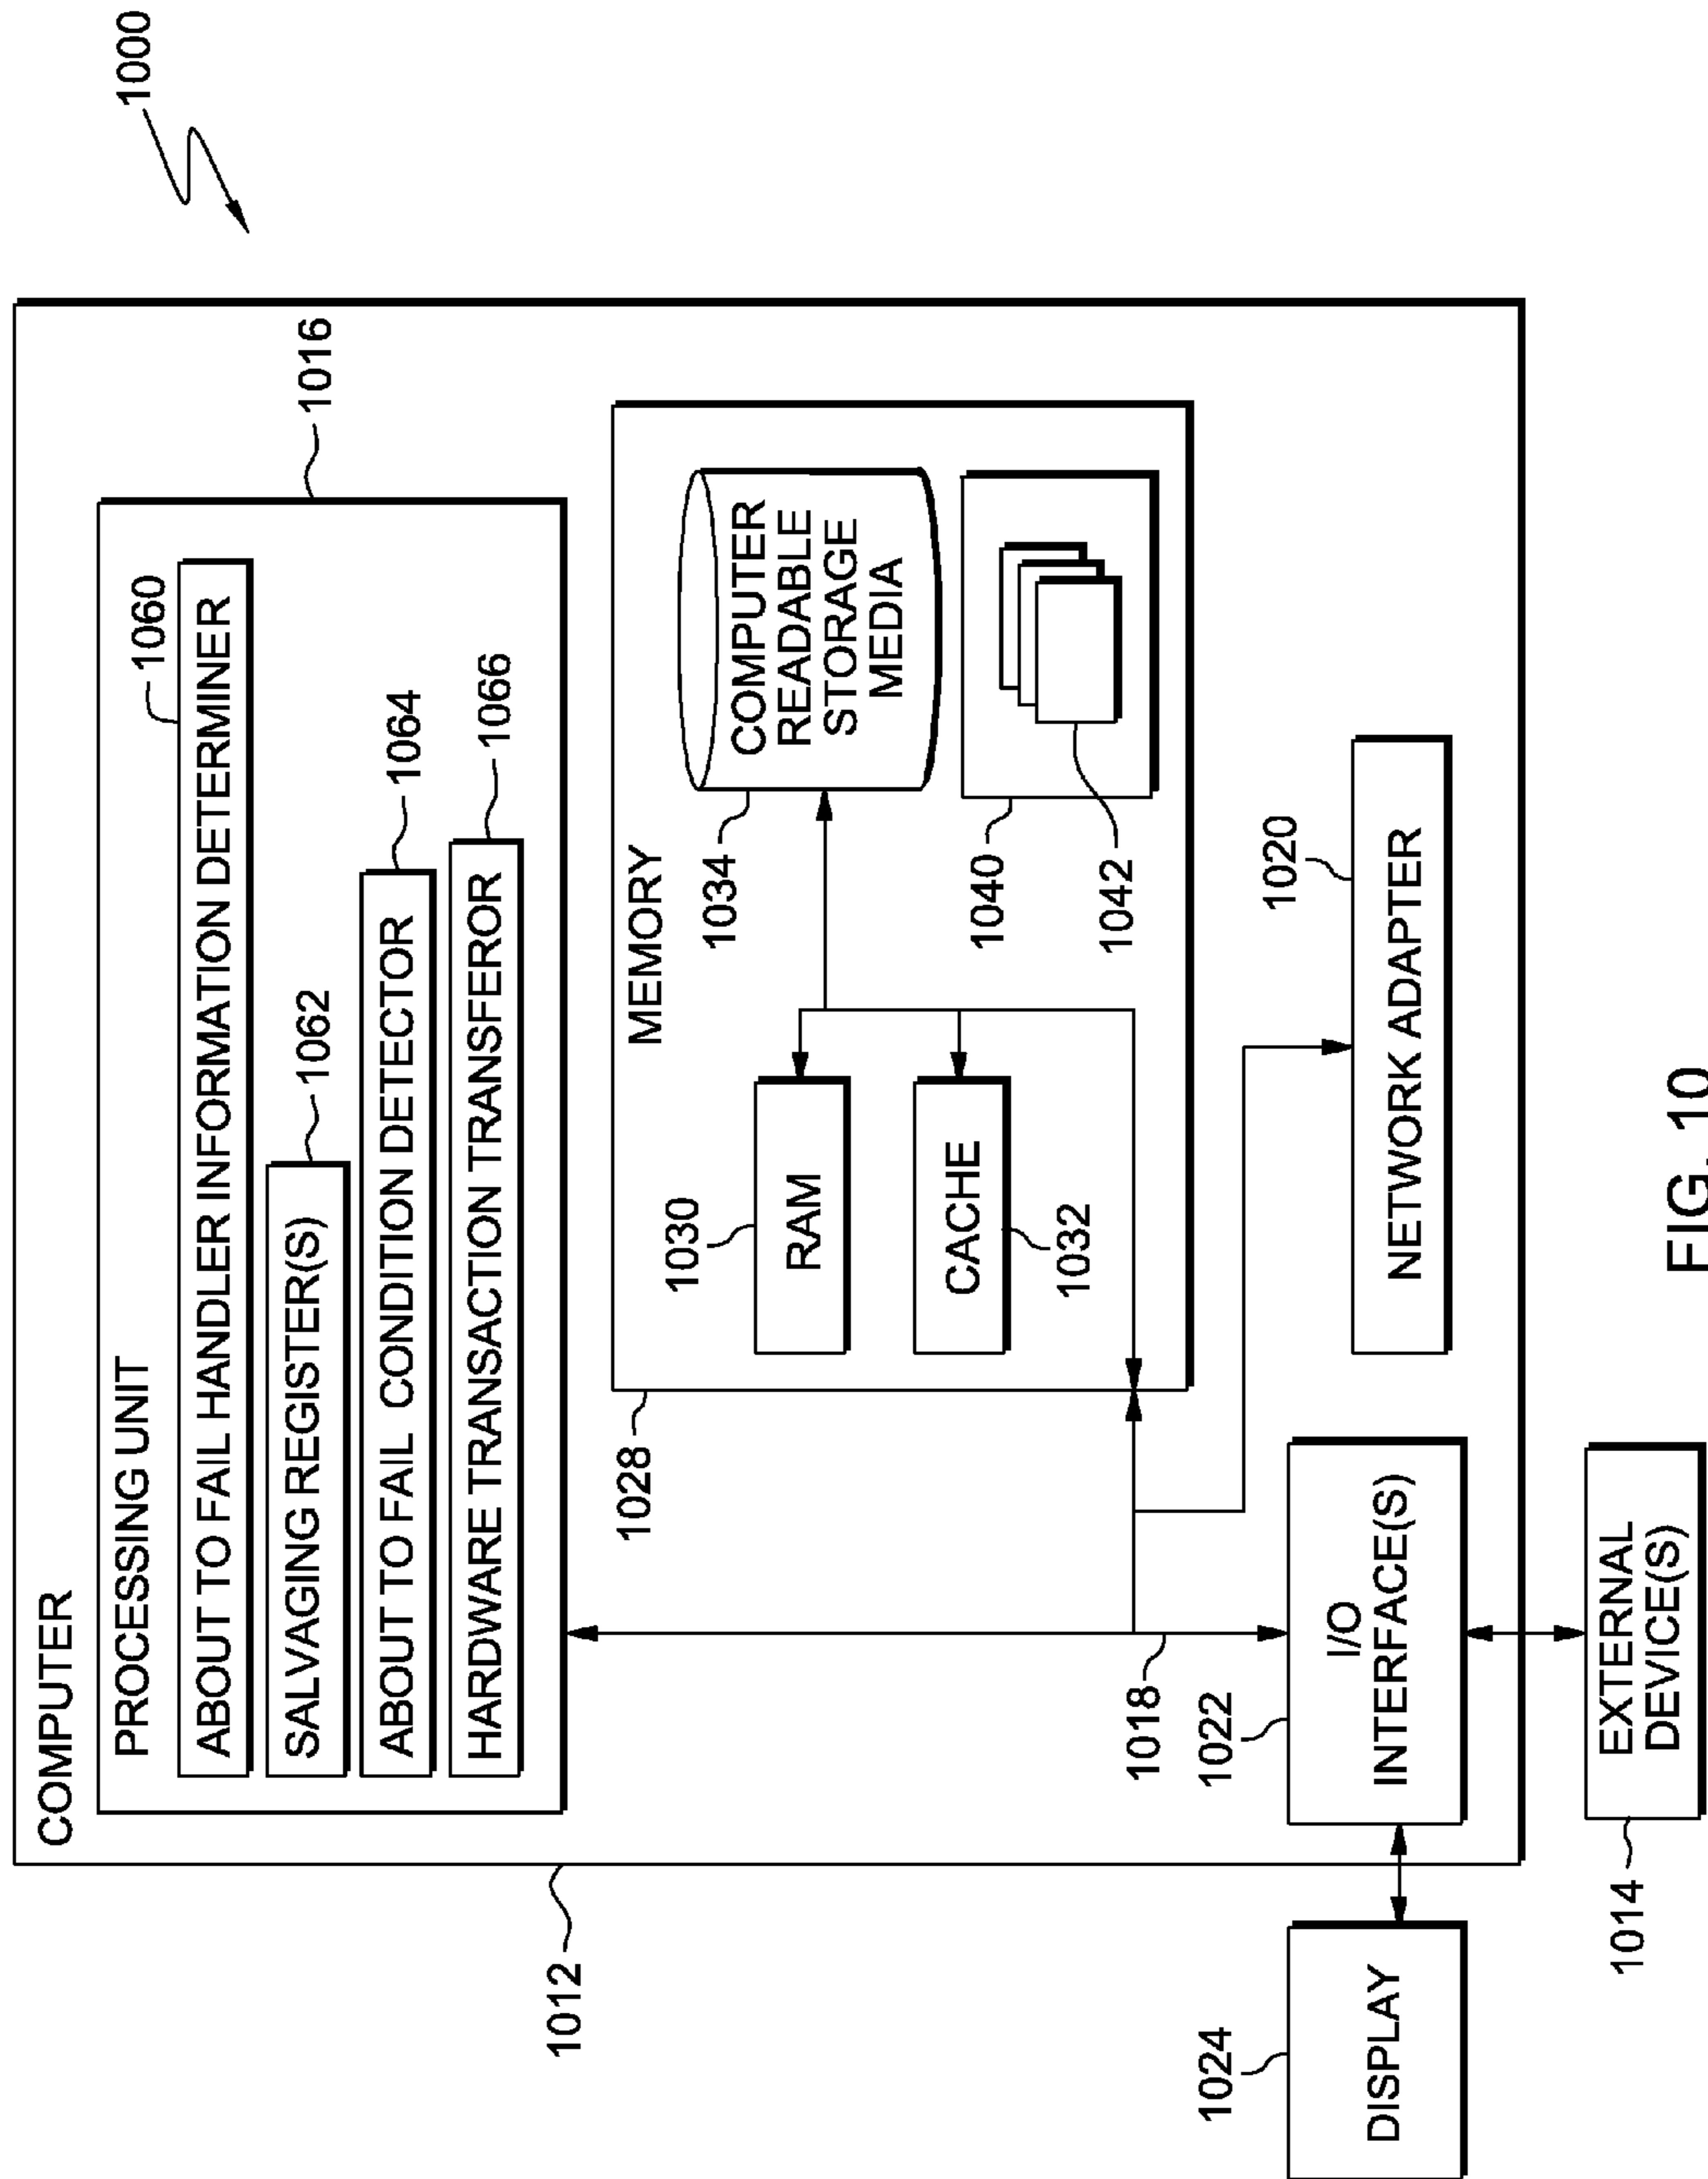 1000
COMPUTER
1012
PROCESSING UNIT
1016
ABOUT TO FAIL HANDLER INFORMATION DETERMINER
1060
SALVAGING REGISTER(S)
1062
ABOUT TO FAIL CONDITION DETECTOR
1064
HARDWARE TRANSACTION TRANSFEROR
1066
MEMORY
1028
1030
RAM
CACHE
1032
1034
COMPUTER
READABLE
STORAGE
MEDIA
1040
1042
1018
1020
NETWORK ADAPTER
1022
I/O
INTERFACE(S)
1024
DISPLAY
1014
EXTERNAL
DEVICE(S)
FIG. 10